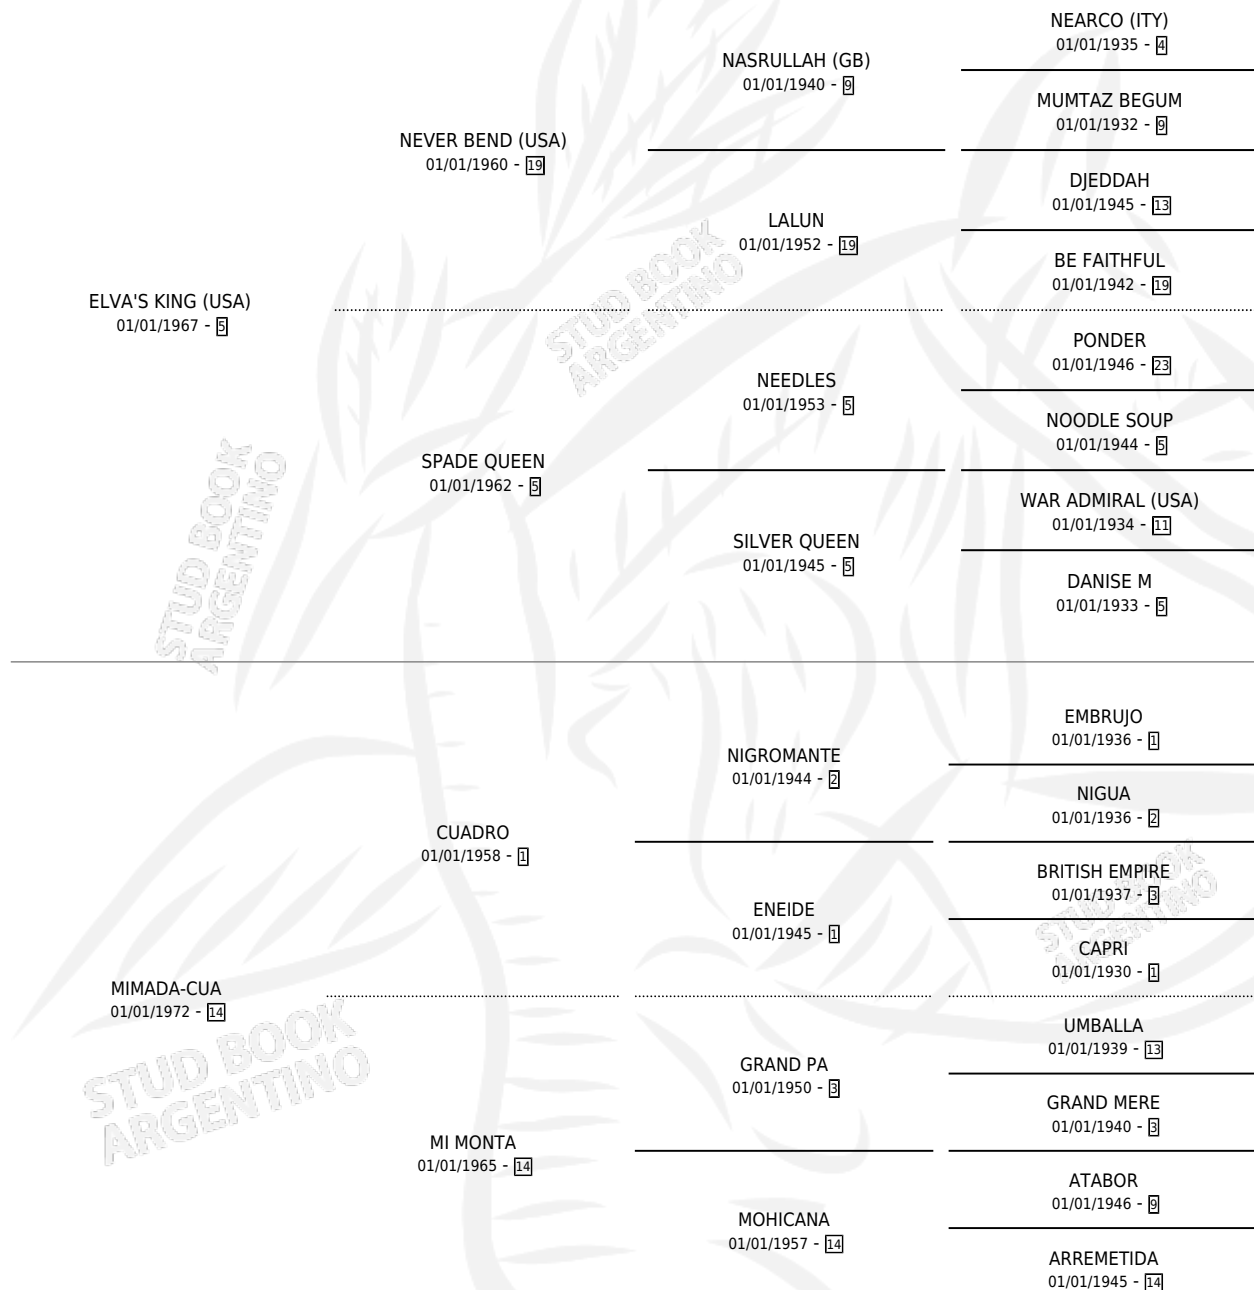 NEARCO (ITY)
01/01/1935 - 4
NASRULLAH (GB)
01/01/1940 - 9
MUMTAZ BEGUM
01/01/1932 - 9
NEVER BEND (USA)
01/01/1960 - 19
DJEDDAH
01/01/1945 - 13
LALUN
01/01/1952 - 19
BE FAITHFUL
01/01/1942 - 19
ELVA'S KING (USA)
01/01/1967 - 5
PONDER
01/01/1946 - 23
NEEDLES
01/01/1953 - 5
NOODLE SOUP
01/01/1944 - 5
SPADE QUEEN
01/01/1962 - 5
WAR ADMIRAL (USA)
01/01/1934 - 11
SILVER QUEEN
01/01/1945 - 5
DANISE M
01/01/1933 - 5
EMBRUJO
01/01/1936 - 1
NIGROMANTE
01/01/1944 - 2
NIGUA
01/01/1936 - 2
CUADRO
01/01/1958 - 1
BRITISH EMPIRE
01/01/1937 - 3
ENEIDE
01/01/1945 - 1
CAPRI
01/01/1930 - 1
MIMADA-CUA
01/01/1972 - 14
UMBALLA
01/01/1939 - 13
GRAND PA
01/01/1950 - 3
GRAND MERE
01/01/1940 - 3
MI MONTA
01/01/1965 - 14
ATABOR
01/01/1946 - 9
MOHICANA
01/01/1957 - 14
ARREMETIDA
01/01/1945 - 14
STUD BOOK
ARGENTINO
STUD BOOK
ARGENTINO
STUD BOOK
ARGENTINO
STUD BOOK
ARGENTINO